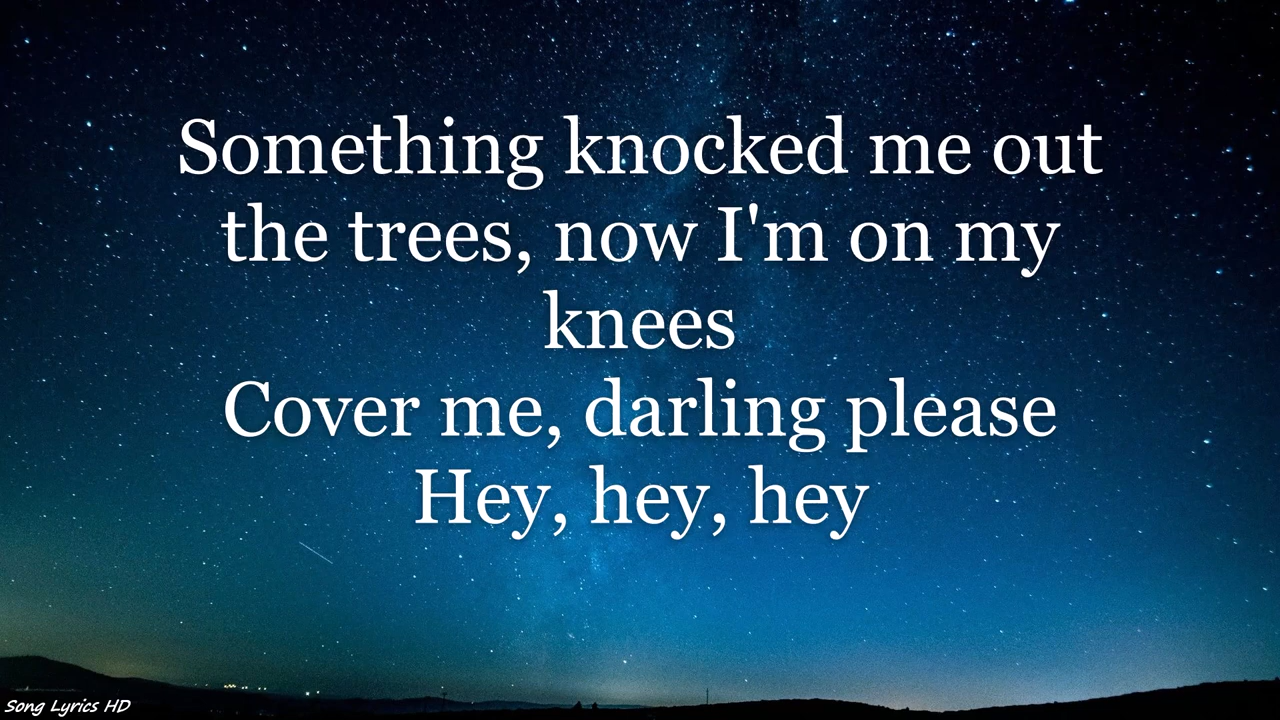 Something knocked me out
the trees, now I'm on my
knees
Cover me, darling please
Hey, hey, hey
Song Lyrics HD